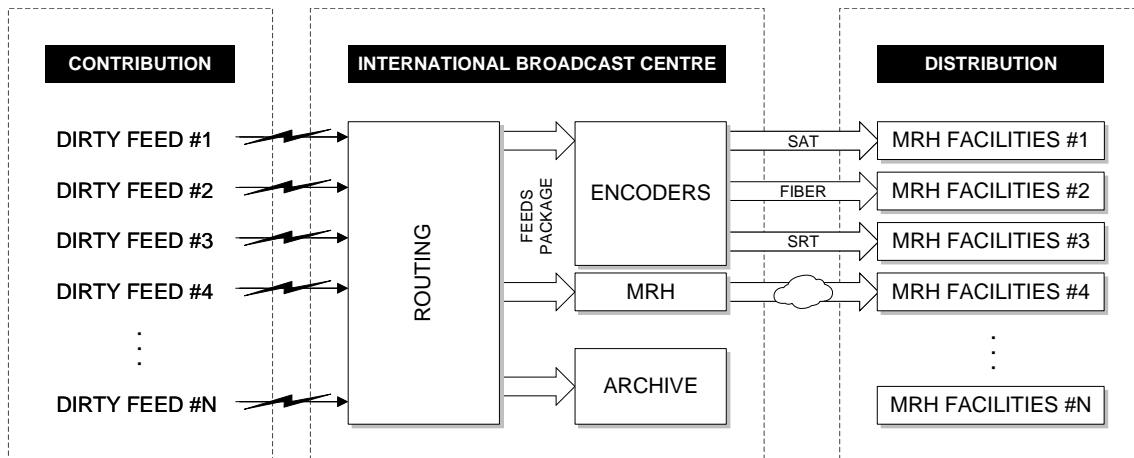 CONTRIBUTION
INTERNATIONAL BROADCAST CENTRE
DISTRIBUTION
DIRTY FEED #1
DIRTY FEED #2
DIRTY FEED #3
DIRTY FEED #4
.
.
.
DIRTY FEED #N
ROUTING
FEEDS
PACKAGE
ENCODERS
MRH
ARCHIVE
SAT
FIBER
SRT
MRH FACILITIES #1
MRH FACILITIES #2
MRH FACILITIES #3
MRH FACILITIES #4
.
.
.
MRH FACILITIES #N